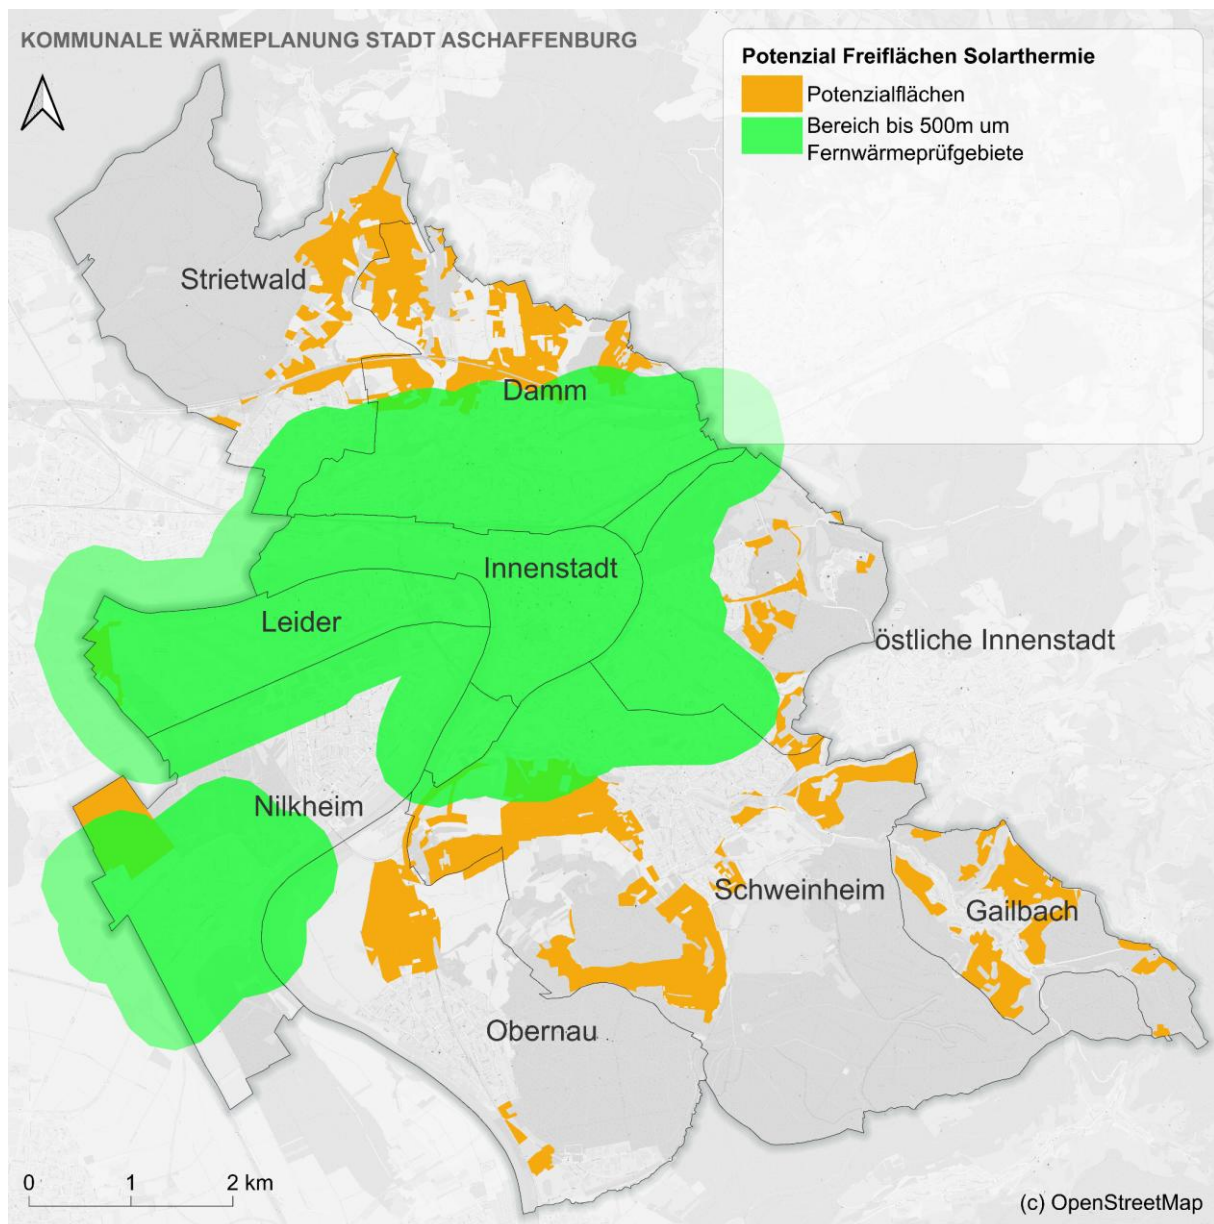 KOMMUNALE WÄRMEPLANUNG STADT ASCHAFFENBURG
Potenzial Freiflächen Solarthermie
Potenzialflächen
Bereich bis 500m um
Fernwärmeprüfgebiete
Strietwald
Damm
Innenstadt
Leider
östliche Innenstadt
Nilkheim
Schweinheim
Gailbach
Obernau
0 1 2 km
(c) OpenStreetMap